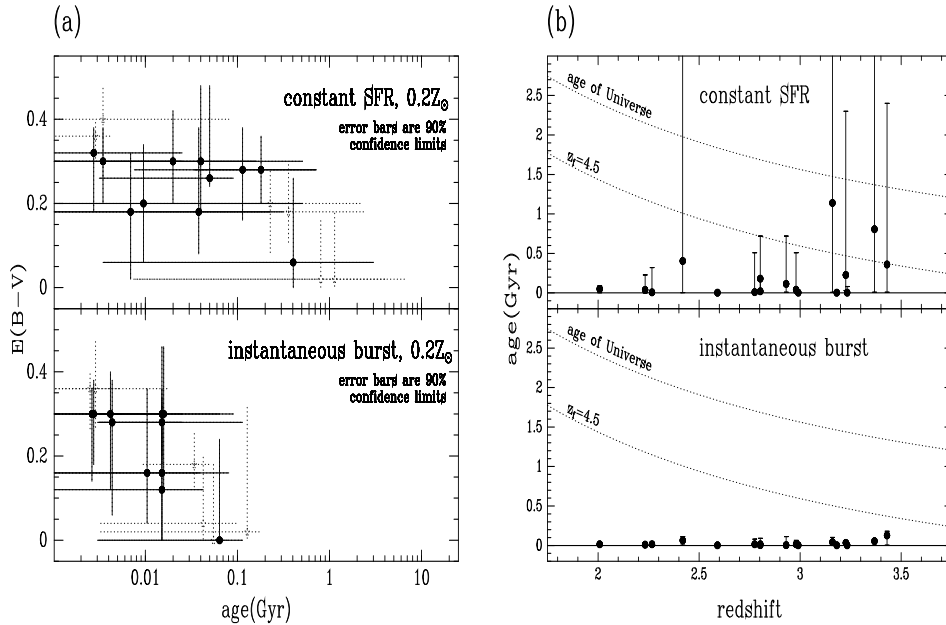 (a)
(b)
constant SFR, 0.2Z⊙
error bars are 90%
confidence limits
0.4
0.2
0
E(B−V)
instantaneous burst, 0.2Z⊙
error bars are 90%
confidence limits
0.4
0.2
0
0.01
0.1
1
10
age(Gyr)
age of Universe
constant SFR
zf=4.5
2.5
2
1.5
1
0.5
0
age(Gyr)
age of Universe
instantaneous burst
zf=4.5
2.5
2
1.5
1
0.5
0
2
2.5
3
3.5
redshift